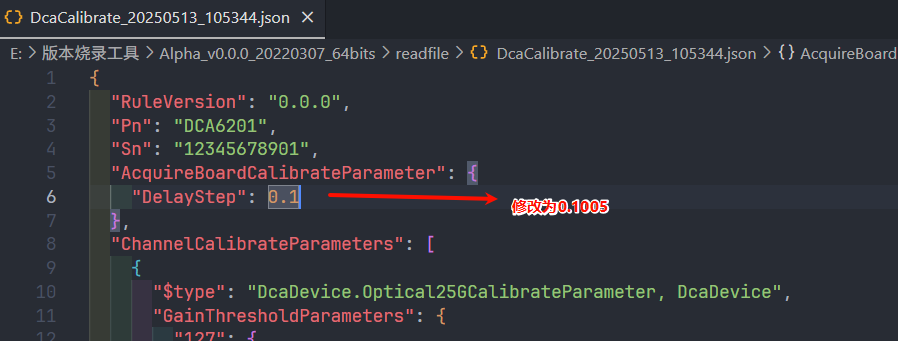 {} DcaCalibrate_20250513_105344.json ×
E: > 版本烧录工具 > Alpha_v0.0.0_20220307_64bits > readfile > {} DcaCalibrate_20250513_105344.json > {} AcquireBoard
1 {
2 "RuleVersion": "0.0.0",
3 "Pn": "DCA6201",
4 "Sn": "12345678901",
5 "AcquireBoardCalibrateParameter": {
6 "DelayStep": 0.1 修改为0.1005
7 },
8 "ChannelCalibrateParameters": [
9 {
10 "$type": "DcaDevice.Optical25GCalibrateParameter, DcaDevice",
11 "GainThresholdParameters": {
12 "127": {